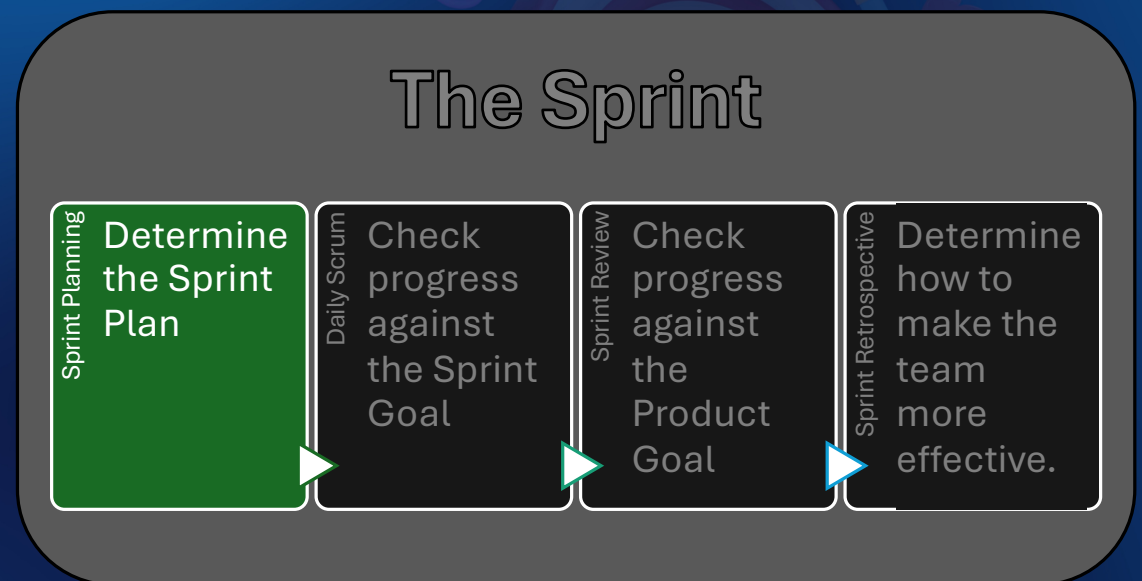 The Sprint
Sprint Planning
Determine
the Sprint
Plan
Daily Scrum
Check
progress
against
the Sprint
Goal
Sprint Review
Check
progress
against
the
Product
Goal
Sprint Retrospective
Determine
how to
make the
team
more
effective.